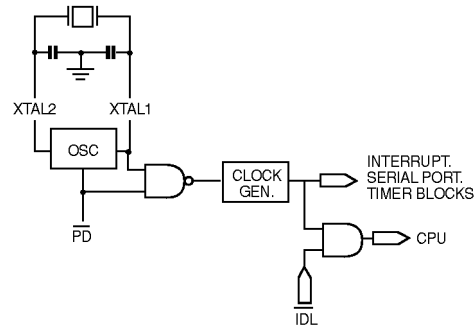 XTAL2
XTAL1
OSC
CLOCK
GEN.
INTERRUPT.
SERIAL PORT.
TIMER BLOCKS
PD
CPU
IDL